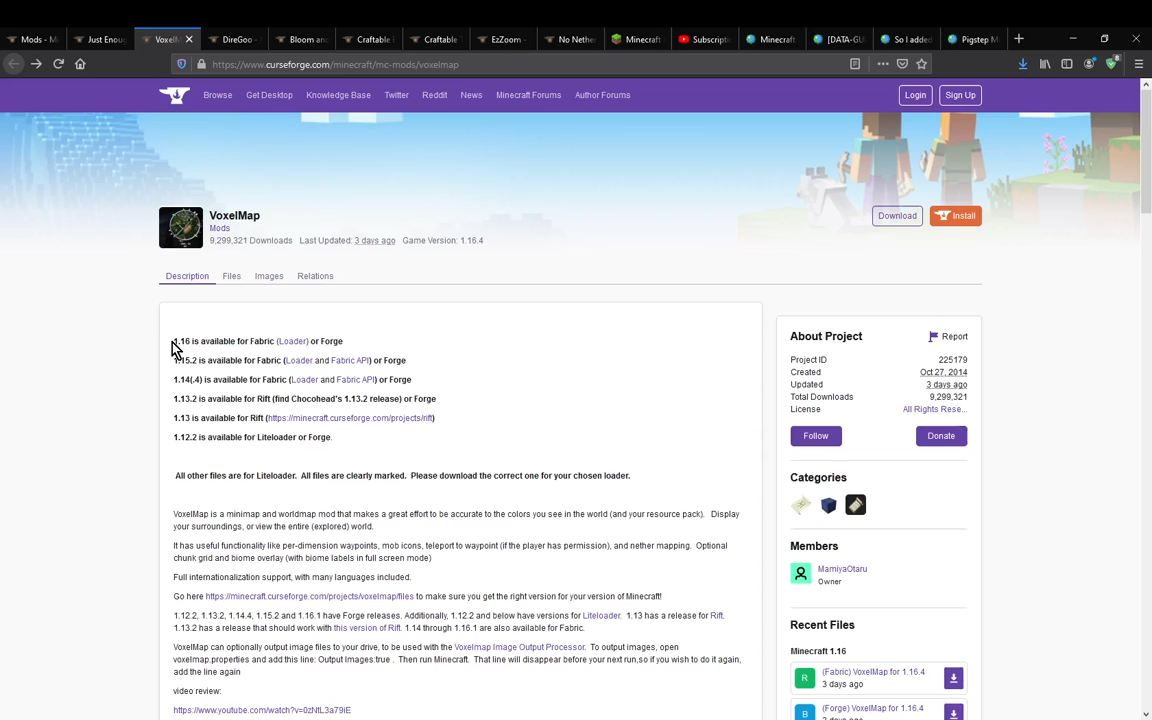 Mods - M
Just Enou
VoxelM
DireGoo
Bloom an
Craftable
Craftable
EzZoom -
No Nether
Minecraft
Subscripti
Minecraft
[DATA-GU
So I added
Pigstep M
https://www.curseforge.com/minecraft/mc-mods/voxelmap
8
Browse Get Desktop Knowledge Base Twitter Reddit News Minecraft Forums Author Forums Login Sign Up
VoxelMap
Mods
9,299,321 Downloads Last Updated: 3 days ago Game Version: 1.16.4
Download Install
Description Files Images Relations
1.16 is available for Fabric (Loader) or Forge
1.15.2 is available for Fabric (Loader and Fabric API) or Forge
1.14(.4) is available for Fabric (Loader and Fabric API) or Forge
1.13.2 is available for Rift (find Chocohead's 1.13.2 release) or Forge
1.13 is available for Rift (https://minecraft.curseforge.com/projects/rift)
1.12.2 is available for Liteloader or Forge.
All other files are for Liteloader. All files are clearly marked. Please download the correct one for your chosen loader.
VoxelMap is a minimap and worldmap mod that makes a great effort to be accurate to the colors you see in the world (and your resource pack). Display
your surroundings, or view the entire (explored) world.
It has useful functionality like per-dimension waypoints, mob icons, teleport to waypoint (if the player has permission), and nether mapping. Optional
chunk grid and biome overlay (with biome labels in full screen mode)
Full internationalization support, with many languages included.
Go here https://minecraft.curseforge.com/projects/voxelmap/files to make sure you get the right version for your version of Minecraft!
1.12.2, 1.13.2, 1.14.4, 1.15.2 and 1.16.1 have Forge releases. Additionally, 1.12.2 and below have versions for Liteloader. 1.13 has a release for Rift.
1.13.2 has a release that should work with this version of Rift. 1.14 through 1.16.1 are also available for Fabric.
VoxelMap can optionally output image files to your drive, to be used with the Voxelmap Image Output Processor. To output images, open
voxelmap.properties and add this line: Output Images:true . Then run Minecraft. That line will disappear before your next run,so if you wish to do it again,
add the line again
video review:
https://www.youtube.com/watch?v=0zNtL3a79iE
About Project Report
Project ID 225179
Created Oct 27, 2014
Updated 3 days ago
Total Downloads 9,299,321
License All Rights Rese...
Follow Donate
Categories
Members
MamiyaOtaru
Owner
Recent Files
Minecraft 1.16
R (Fabric) VoxelMap for 1.16.4
3 days ago
B (Forge) VoxelMap for 1.16.4
3 days ago